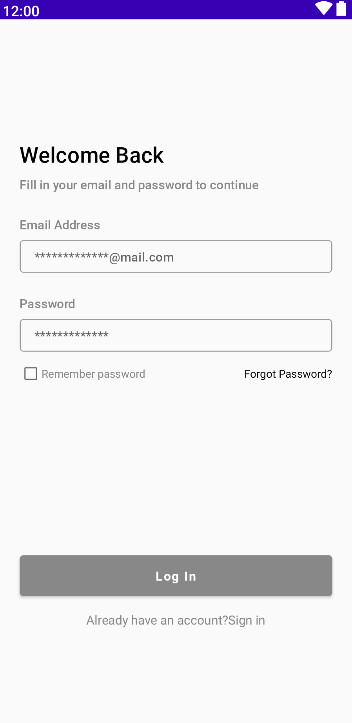 12:00
Welcome Back
Fill in your email and password to continue
Email Address
*************@mail.com
Password
*************
Remember password Forgot Password?
Log In
Already have an account?Sign in